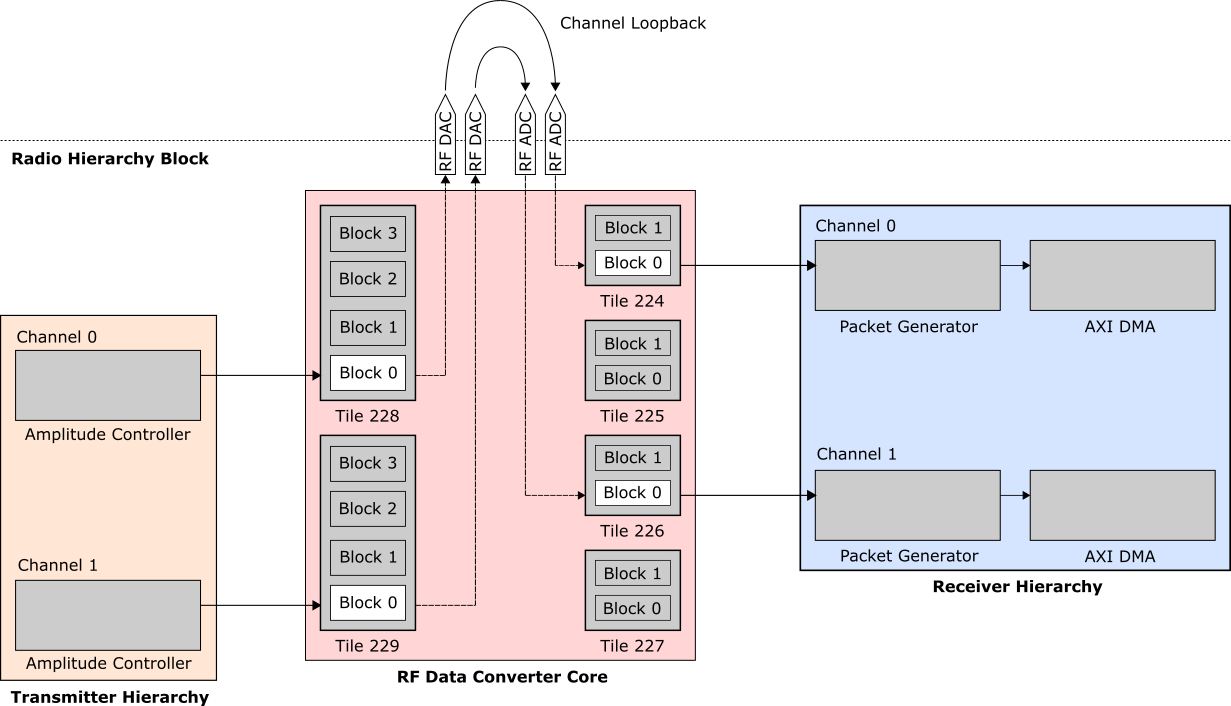 Channel Loopback
RF DAC
RF DAC
RF ADC
RF ADC
Radio Hierarchy Block
Channel 0
Amplitude Controller
Channel 1
Amplitude Controller
Transmitter Hierarchy
Block 3
Block 2
Block 1
Block 0
Tile 228
Block 3
Block 2
Block 1
Block 0
Tile 229
Block 1
Block 0
Tile 224
Block 1
Block 0
Tile 225
Block 1
Block 0
Tile 226
Block 1
Block 0
Tile 227
RF Data Converter Core
Channel 0
Packet Generator
AXI DMA
Channel 1
Packet Generator
AXI DMA
Receiver Hierarchy